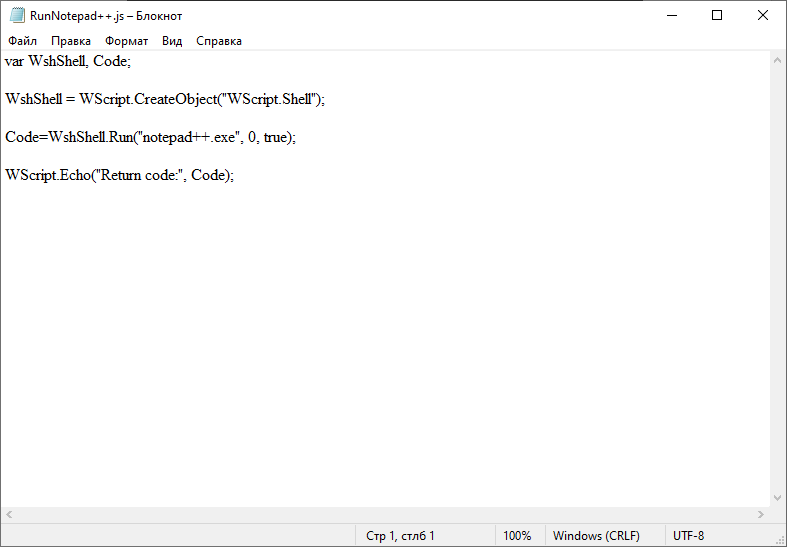 RunNotepad++.js – Блокнот
Файл Правка Формат Вид Справка
var WshShell, Code;
WshShell = WScript.CreateObject("WScript.Shell");
Code=WshShell.Run("notepad++.exe", 0, true);
WScript.Echo("Return code:", Code);
Стр 1, стлб 1 100% Windows (CRLF) UTF-8